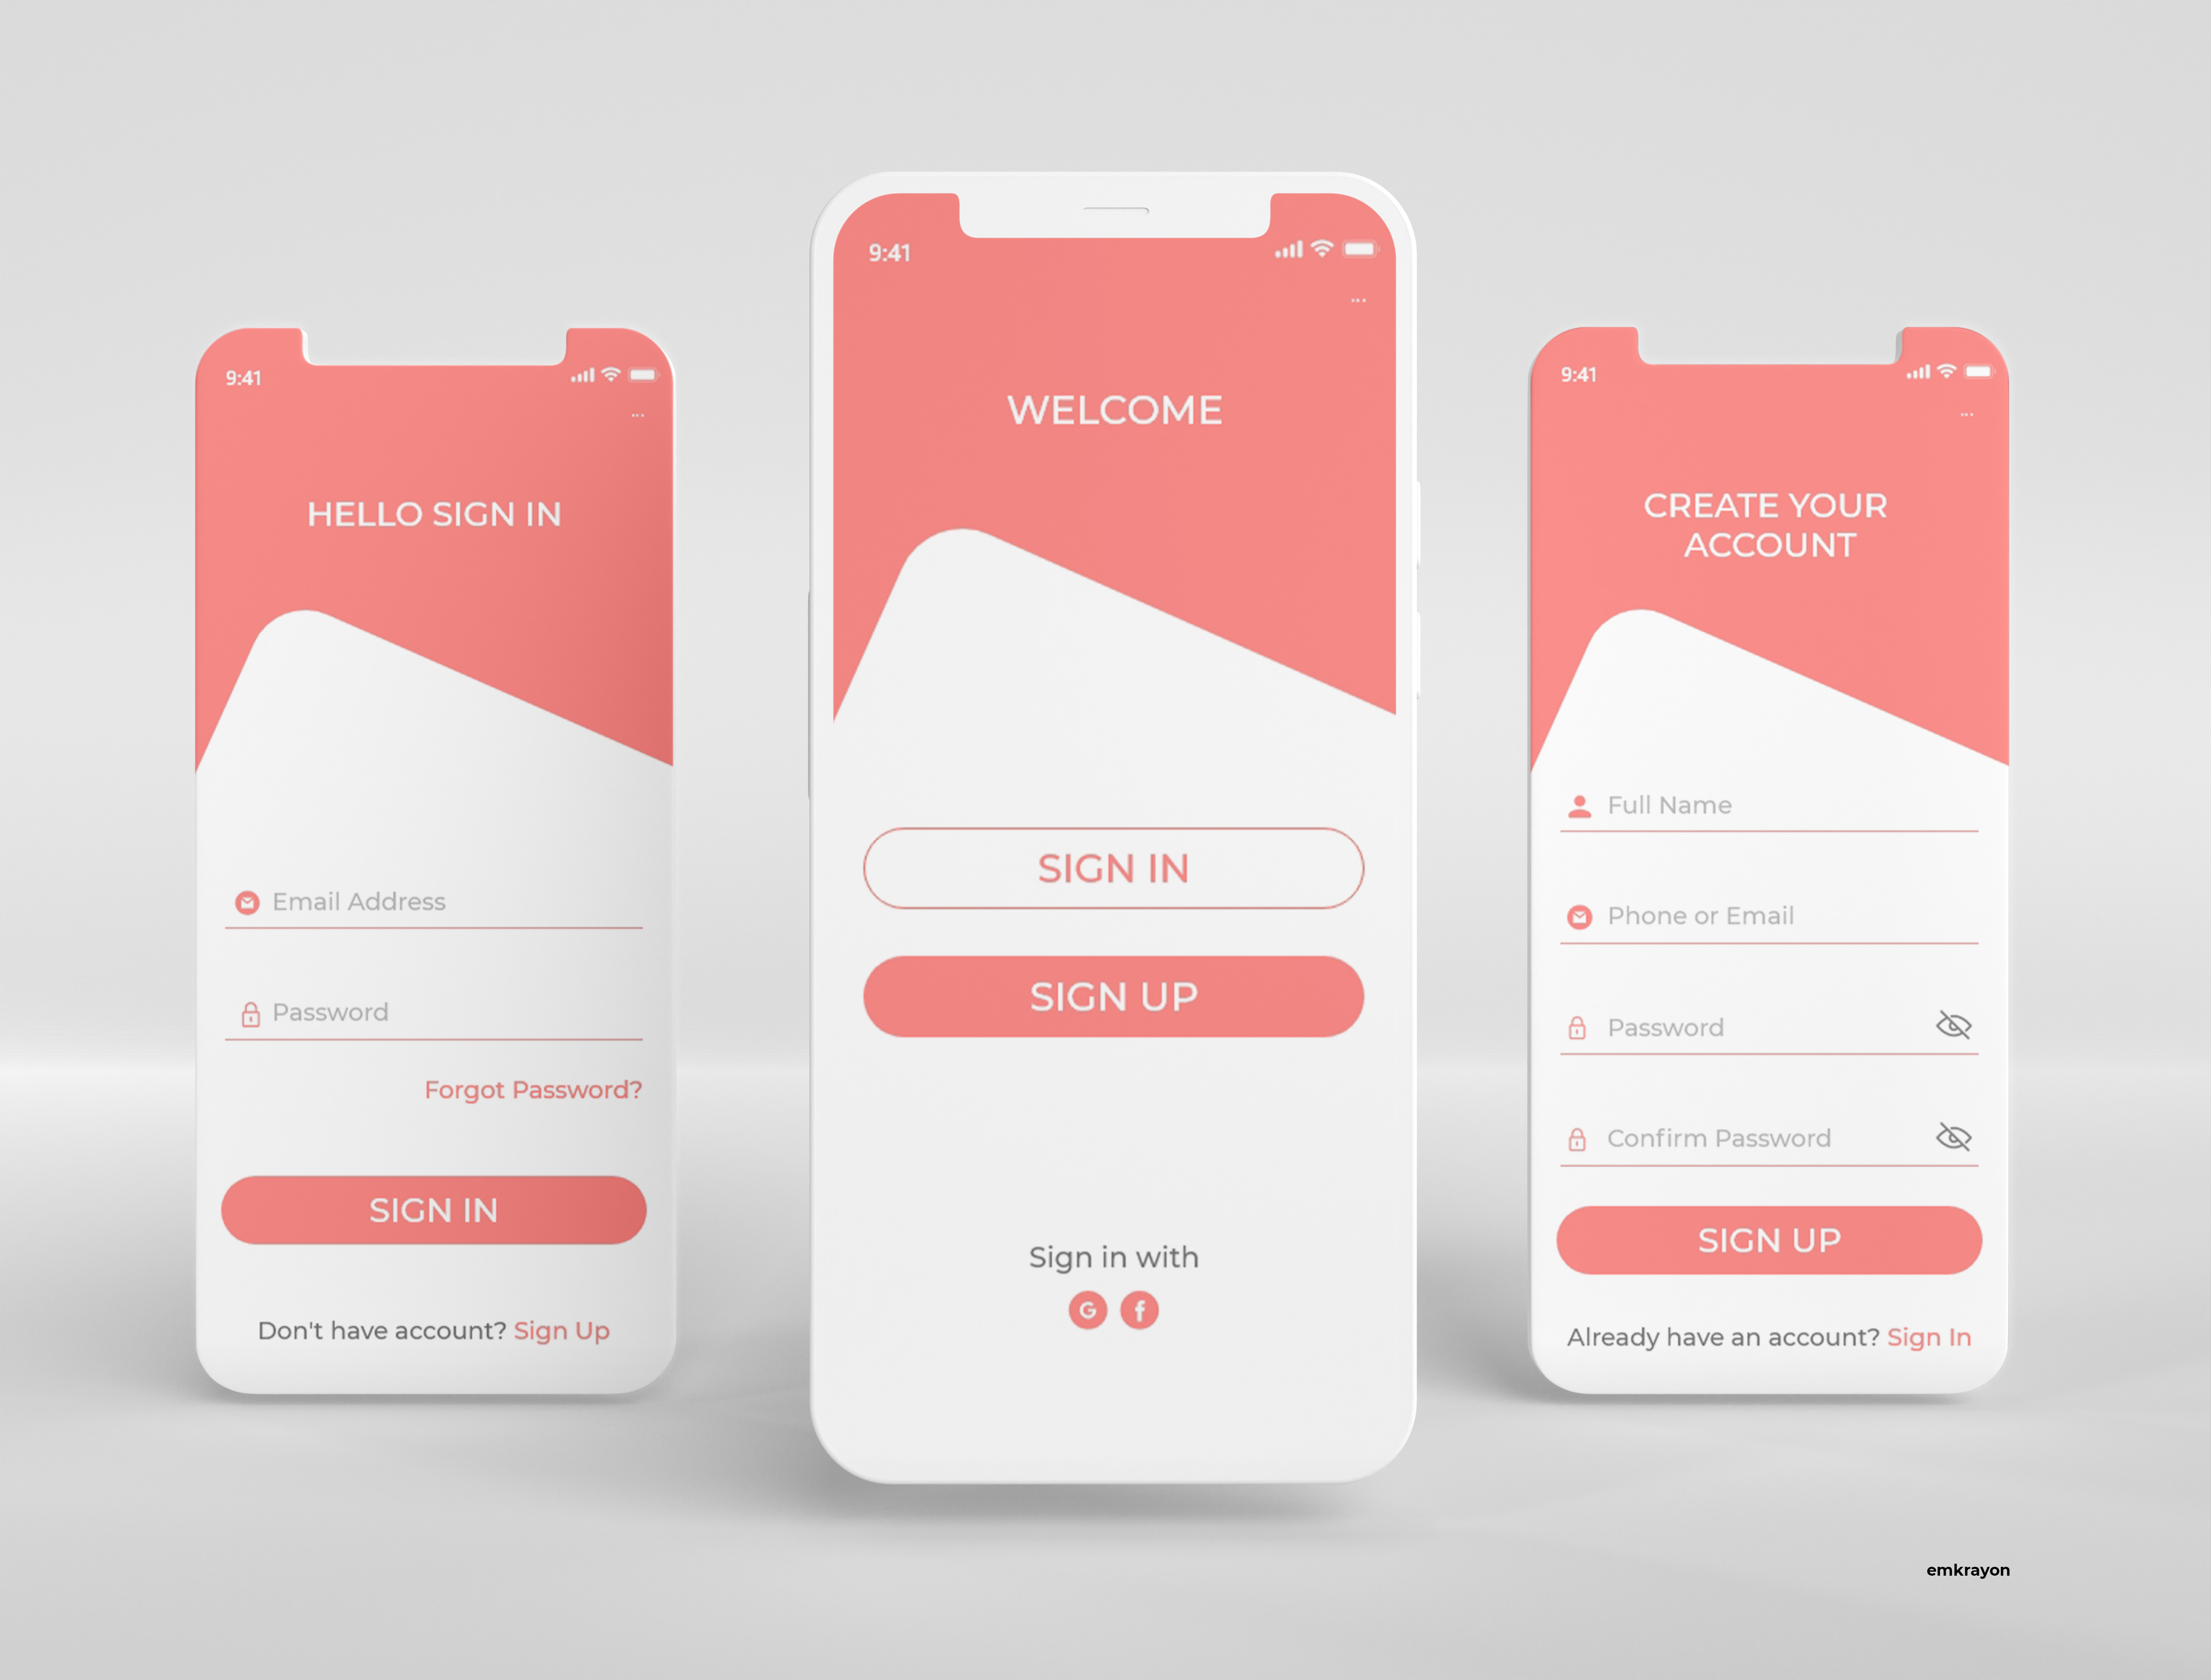 9:41
HELLO SIGN IN
Email Address
Password
Forgot Password?
SIGN IN
Don't have account? Sign Up
9:41
WELCOME
SIGN IN
SIGN UP
Sign in with
G f
9:41
CREATE YOUR
ACCOUNT
Full Name
Phone or Email
Password
Confirm Password
SIGN UP
Already have an account? Sign In
emkrayon